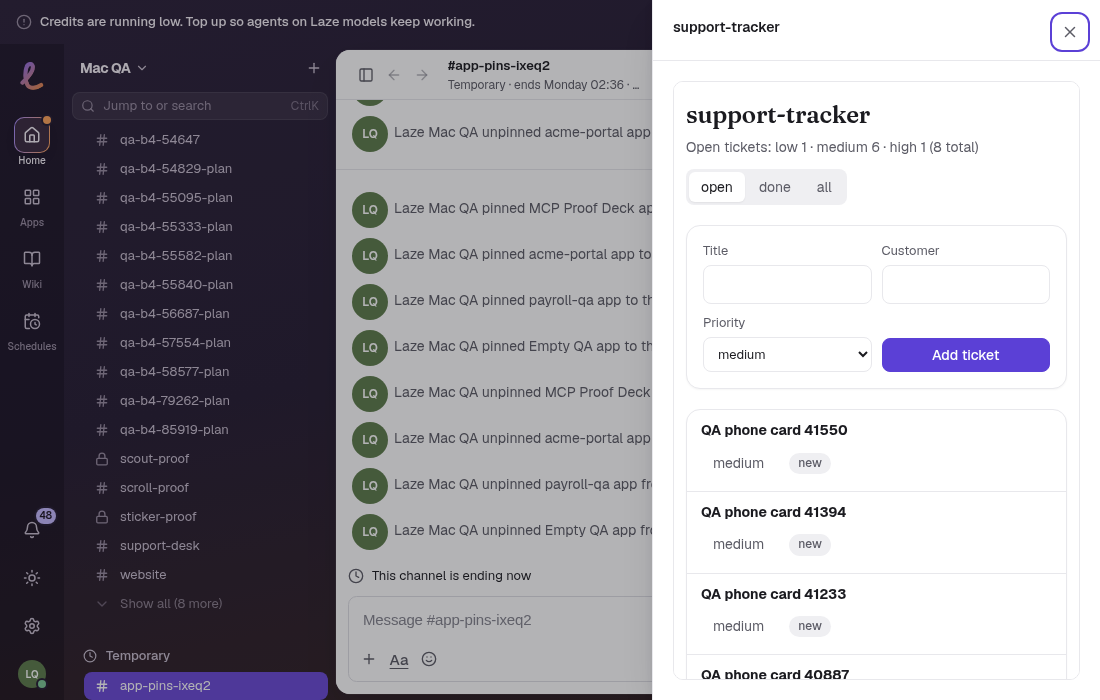 Credits are running low. Top up so agents on Laze models keep working.
Home
Apps
Wiki
Schedules
48
LQ
Mac QA
Jump to or search
CtrlK
qa-b4-54647
qa-b4-54829-plan
qa-b4-55095-plan
qa-b4-55333-plan
qa-b4-55582-plan
qa-b4-55840-plan
qa-b4-56687-plan
qa-b4-57554-plan
qa-b4-58577-plan
qa-b4-79262-plan
qa-b4-85919-plan
scout-proof
scroll-proof
sticker-proof
support-desk
website
Show all (8 more)
Temporary
app-pins-ixeq2
#app-pins-ixeq2
Temporary · ends Monday 02:36 · ...
LQ Laze Mac QA unpinned acme-portal app
LQ Laze Mac QA pinned MCP Proof Deck ap
LQ Laze Mac QA pinned acme-portal app to
LQ Laze Mac QA pinned payroll-qa app to th
LQ Laze Mac QA pinned Empty QA app to the
LQ Laze Mac QA unpinned MCP Proof Deck
LQ Laze Mac QA unpinned acme-portal app
LQ Laze Mac QA unpinned payroll-qa app fr
LQ Laze Mac QA unpinned Empty QA app fro
This channel is ending now
Message #app-pins-ixeq2
Aa
support-tracker
support-tracker
Open tickets: low 1 · medium 6 · high 1 (8 total)
open done all
Title Customer
Priority
medium Add ticket
QA phone card 41550
medium new
QA phone card 41394
medium new
QA phone card 41233
medium new
QA phone card 40887